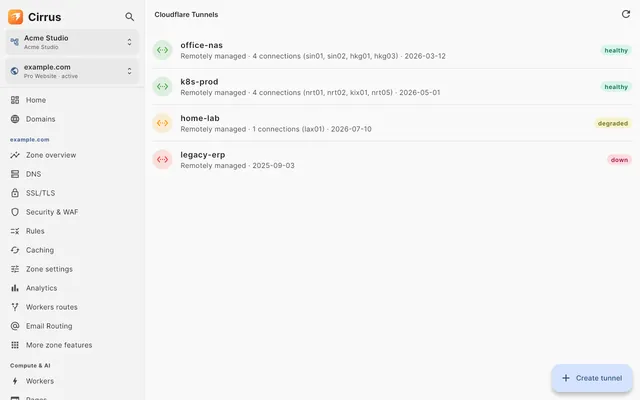 Cirrus
Acme Studio
Acme Studio
example.com
Pro Website · active
Home
Domains
example.com
Zone overview
DNS
SSL/TLS
Security & WAF
Rules
Caching
Zone settings
Analytics
Workers routes
Email Routing
More zone features
Compute & AI
Workers
Pages
Cloudflare Tunnels
office-nas
Remotely managed · 4 connections (sin01, sin02, hkg01, hkg03) · 2026-03-12
healthy
k8s-prod
Remotely managed · 4 connections (nrt01, nrt02, kix01, nrt05) · 2026-05-01
healthy
home-lab
Remotely managed · 1 connections (lax01) · 2026-07-10
degraded
legacy-erp
Remotely managed · 2025-09-03
down
Create tunnel